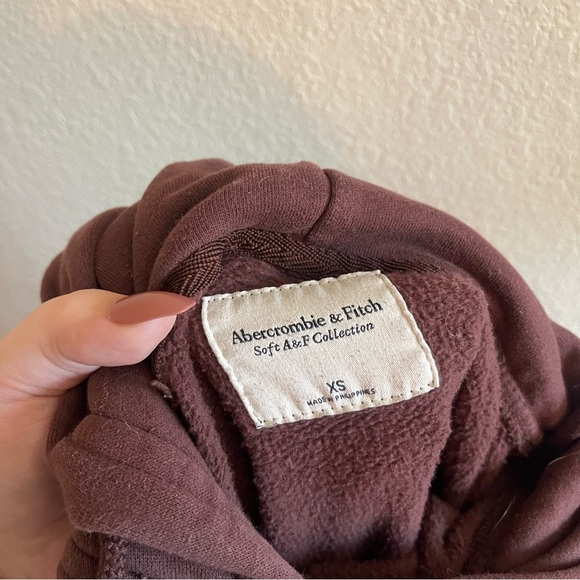 Abercrombie & Fitch
Soft A&F Collection
XS
MADE IN PHILIPPINES